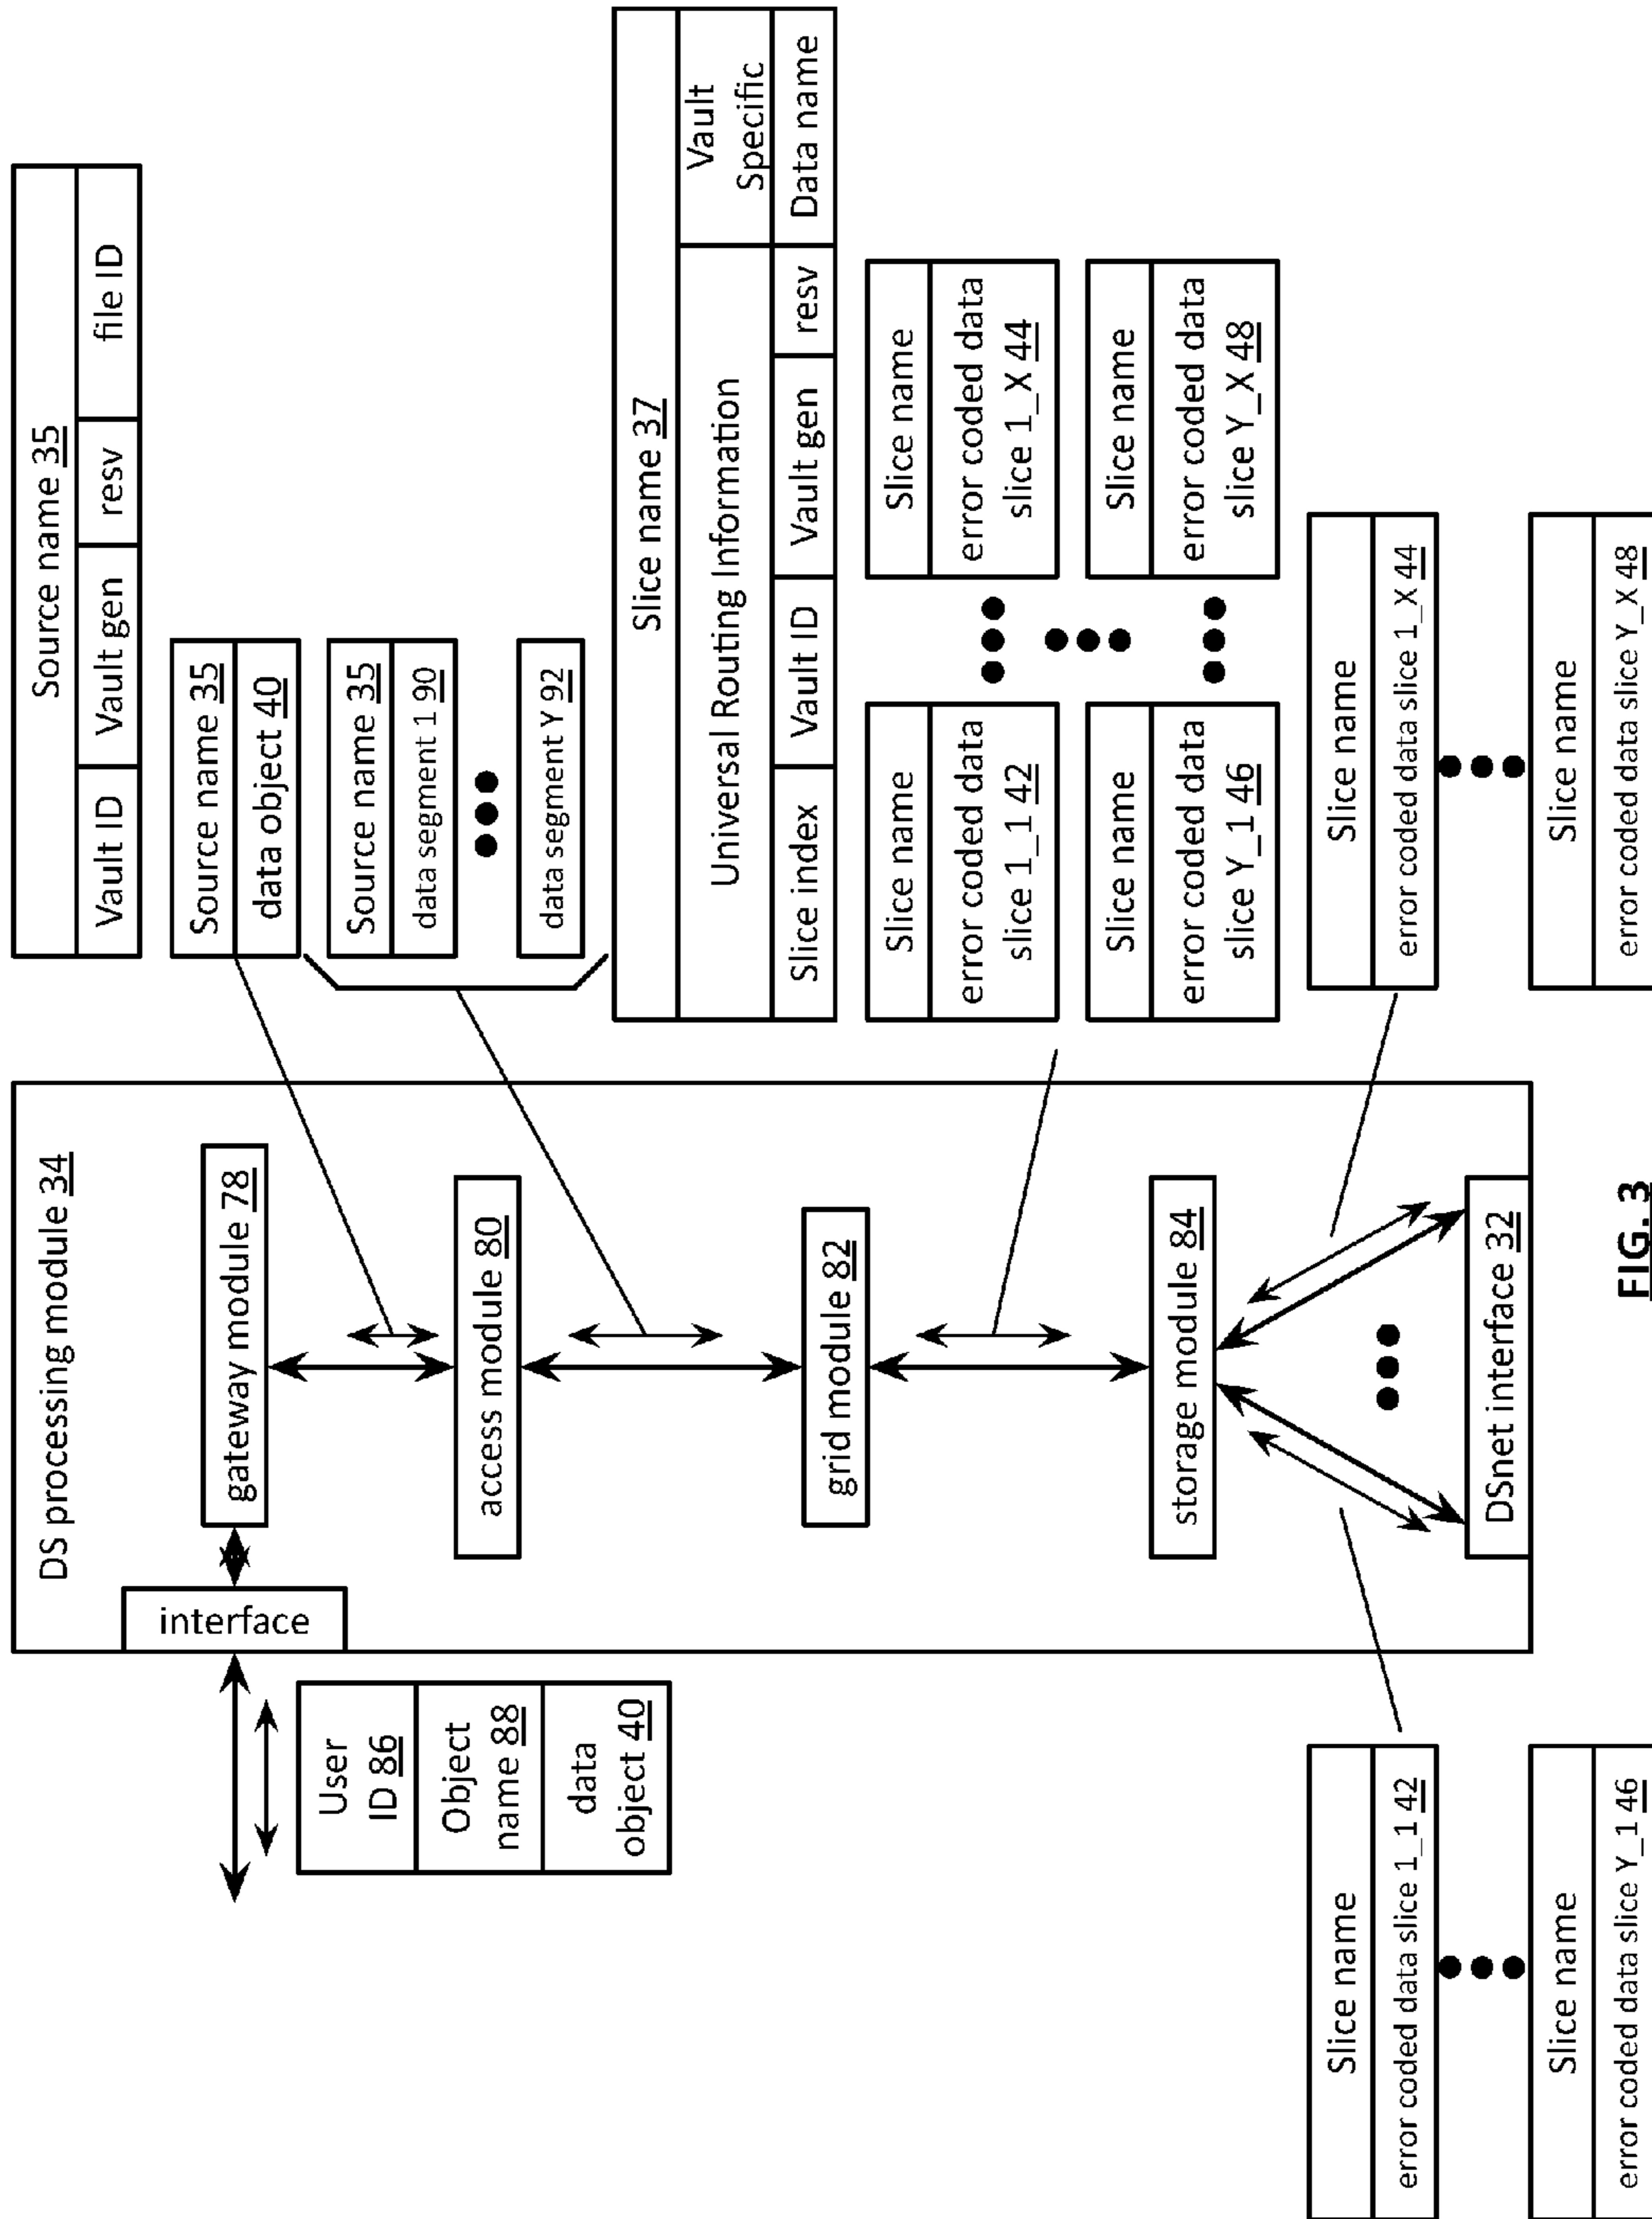 DS processing module 34
interface
gateway module 78
access module 80
grid module 82
storage module 84
DSnet interface 32
User
ID 86
Object
name 88
data
object 40
Source name 35
Vault ID
Vault gen
resv
file ID
Source name 35
data object 40
Source name 35
data segment 1 90
data segment Y 92
Slice name 37
Universal Routing Information
Vault
Specific
Slice index
Vault ID
Vault gen
resv
Data name
Slice name
error coded data
slice 1_1 42
Slice name
error coded data
slice 1_X 44
Slice name
error coded data
slice Y_1 46
Slice name
error coded data
slice Y_X 48
Slice name
error coded data slice 1_1 42
Slice name
error coded data slice Y_1 46
Slice name
error coded data slice 1_X 44
Slice name
error coded data slice Y_X 48
FIG. 3